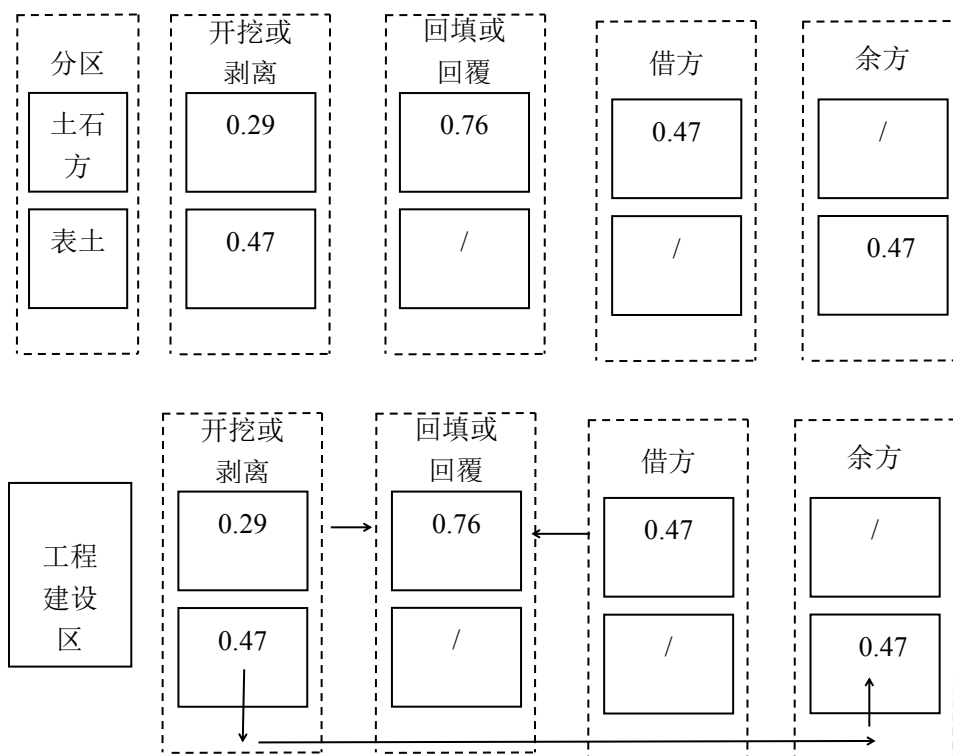 分区
开挖或
剥离
回填或
回覆
借方
余方
土石
方
0.29
0.76
0.47
/
表土
0.47
/
/
0.47
开挖或
剥离
回填或
回覆
借方
余方
工程
建设
区
0.29
0.76
0.47
/
0.47
/
/
0.47